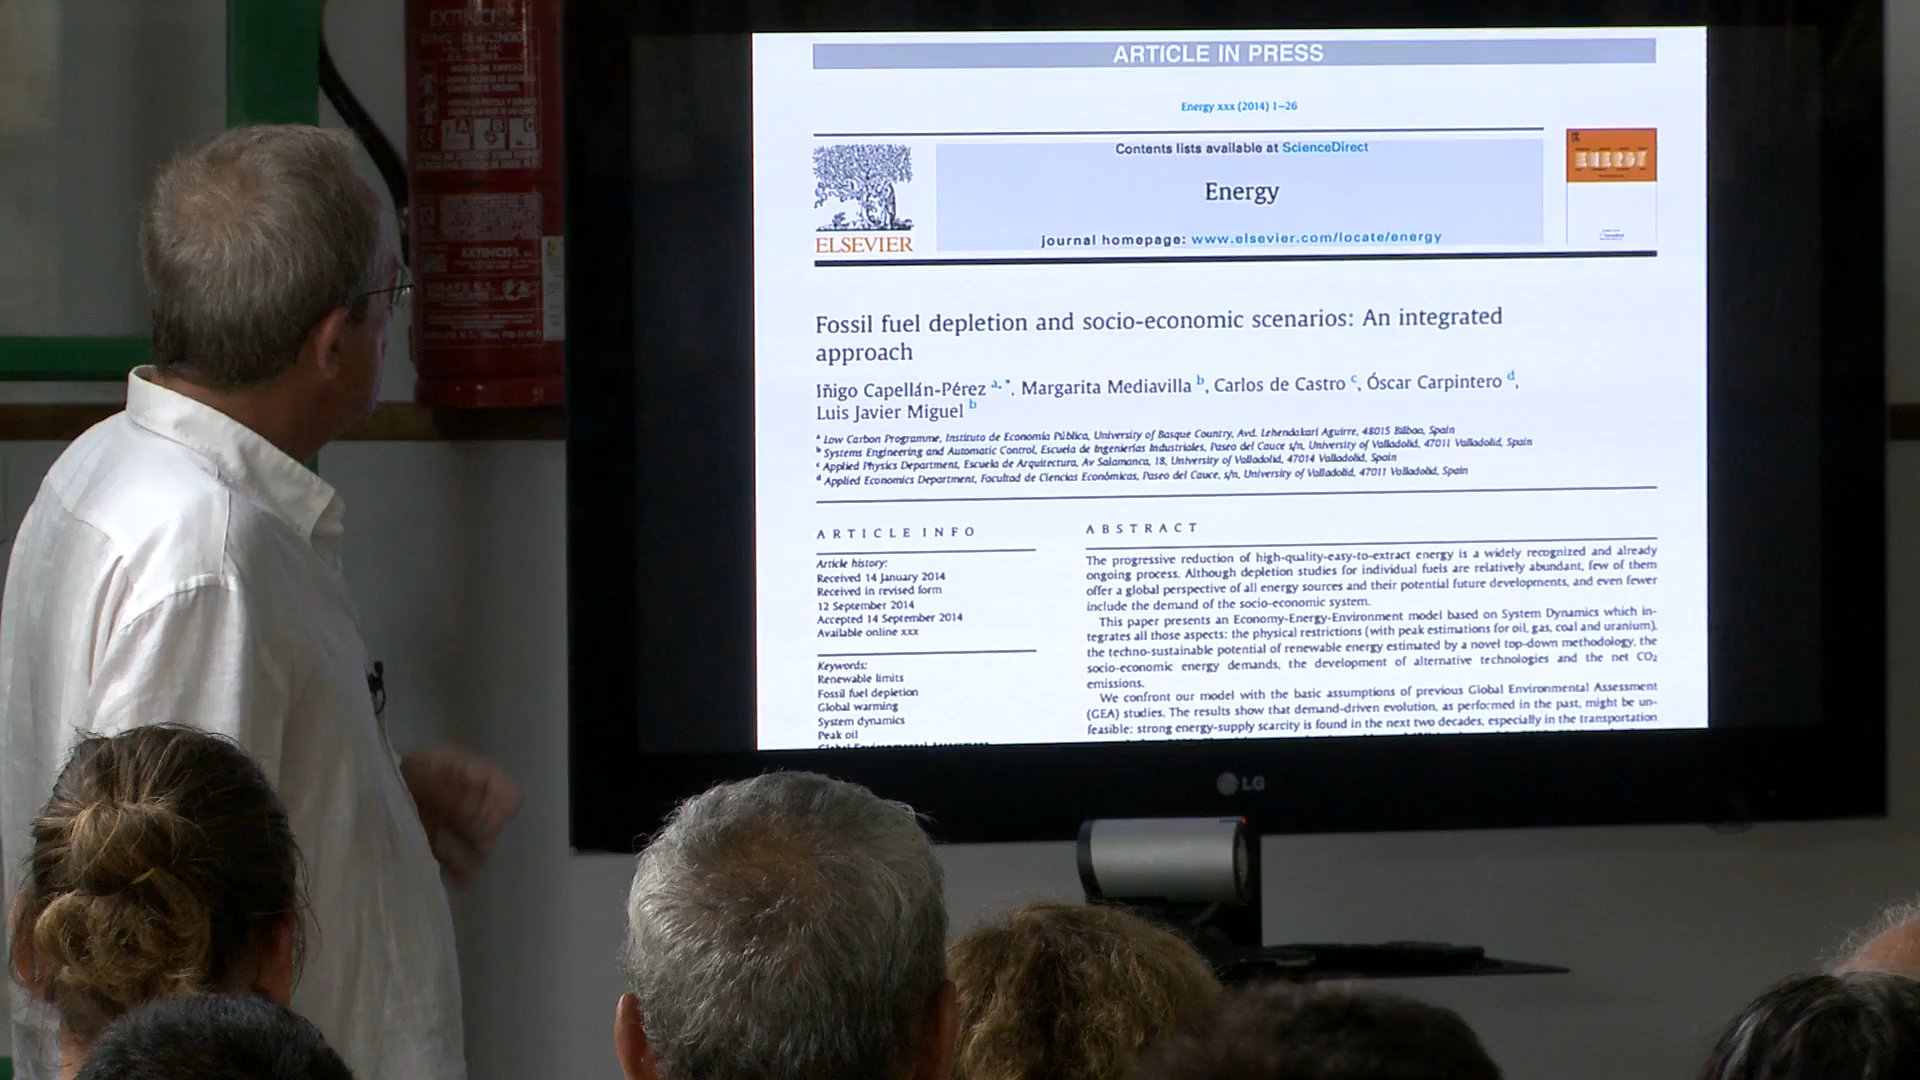 EXTINCISE
MODO DE EMPLEO
A B C
EXTINCISE
ARTICLE IN PRESS
Energy xxx (2014) 1–26
Contents lists available at ScienceDirect
Energy
journal homepage: www.elsevier.com/locate/energy
ELSEVIER
ENERGY
Fossil fuel depletion and socio-economic scenarios: An integrated
approach
Iñigo Capellán-Pérez a, *, Margarita Mediavilla b, Carlos de Castro c, Óscar Carpintero d,
Luis Javier Miguel b
a Low Carbon Programme, Instituto de Economía Pública, University of Basque Country, Avd. Lehendakari Aguirre, 48015 Bilbao, Spain
b Systems Engineering and Automatic Control, Escuela de Ingenierías Industriales, Paseo del Cauce s/n, University of Valladolid, 47011 Valladolid, Spain
c Applied Physics Department, Escuela de Arquitectura, Av Salamanca, 18, University of Valladolid, 47014 Valladolid, Spain
d Applied Economics Department, Facultad de Ciencias Económicas, Paseo del Cauce, s/n, University of Valladolid, 47011 Valladolid, Spain
ARTICLE INFO
Article history:
Received 14 January 2014
Received in revised form
12 September 2014
Accepted 14 September 2014
Available online xxx
Keywords:
Renewable limits
Fossil fuel depletion
Global warming
System dynamics
Peak oil
ABSTRACT
The progressive reduction of high-quality-easy-to-extract energy is a widely recognized and already
ongoing process. Although depletion studies for individual fuels are relatively abundant, few of them
offer a global perspective of all energy sources and their potential future developments, and even fewer
include the demand of the socio-economic system.
This paper presents an Economy-Energy-Environment model based on System Dynamics which in-
tegrates all those aspects: the physical restrictions (with peak estimations for oil, gas, coal and uranium),
the techno-sustainable potential of renewable energy estimated by a novel top-down methodology, the
socio-economic energy demands, the development of alternative technologies and the net CO2
emissions.
We confront our model with the basic assumptions of previous Global Environmental Assessment
(GEA) studies. The results show that demand-driven evolution, as performed in the past, might be un-
feasible: strong energy-supply scarcity is found in the next two decades, especially in the transportation
LG